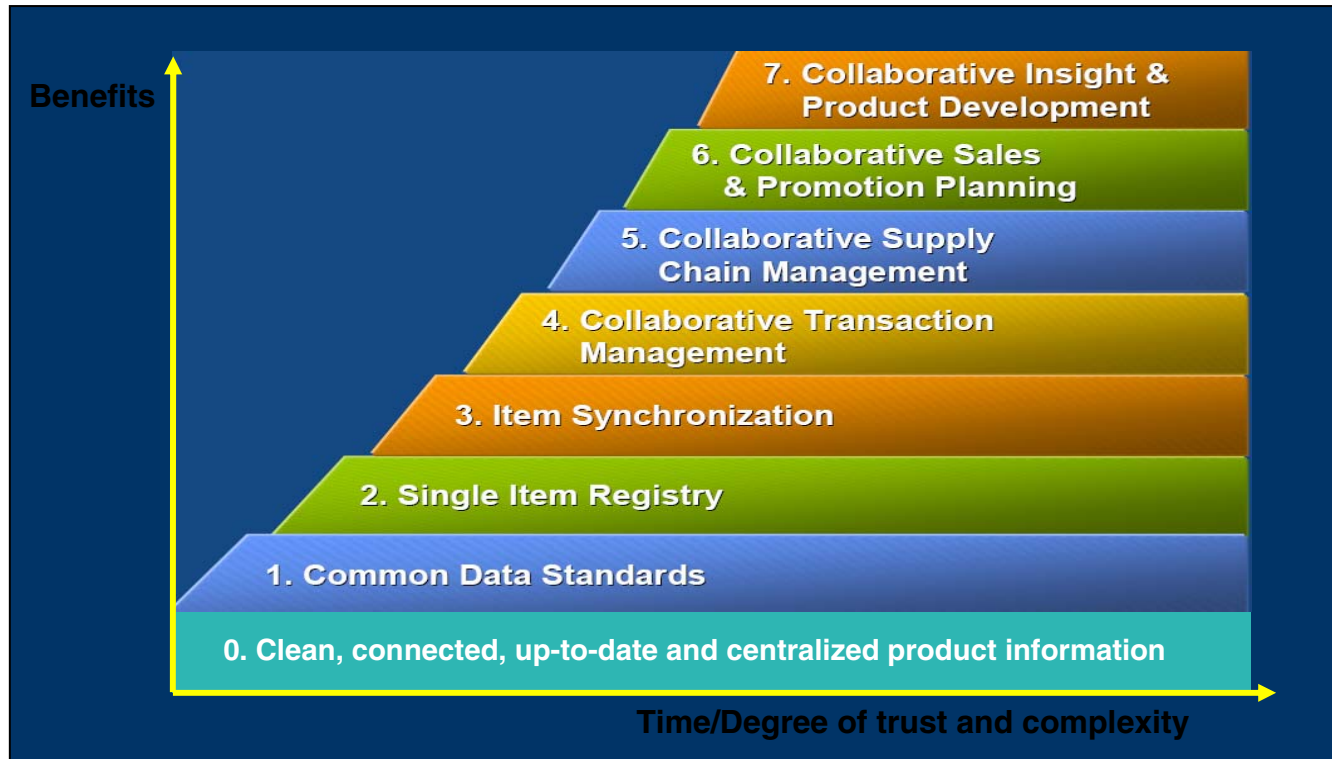 Benefits
7. Collaborative Insight &
Product Development
6. Collaborative Sales
& Promotion Planning
5. Collaborative Supply
Chain Management
4. Collaborative Transaction
Management
3. Item Synchronization
2. Single Item Registry
1. Common Data Standards
0. Clean, connected, up-to-date and centralized product information
Time/Degree of trust and complexity